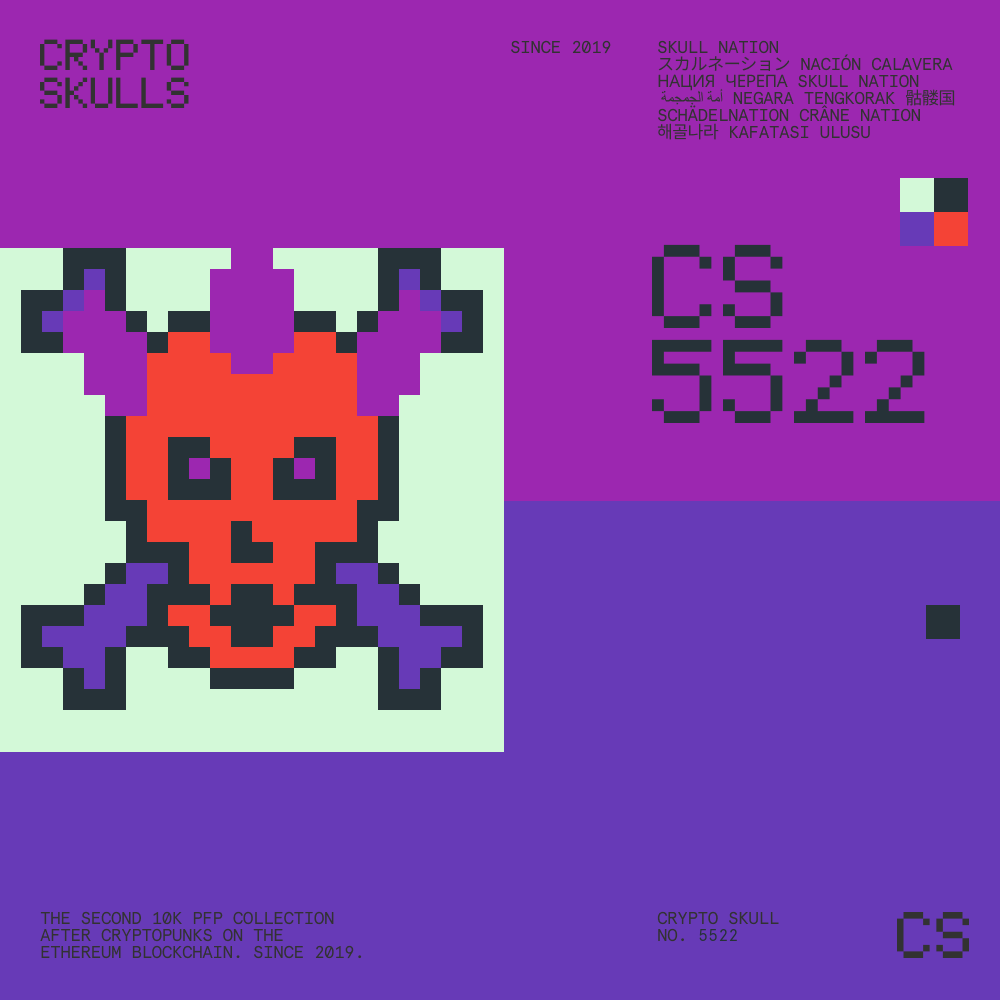 CRYPTO
SKULLS
SINCE 2019
SKULL NATION
スカルネーション NACIÓN CALAVERA
НАЦИЯ ЧЕРЕПА SKULL NATION
أمة الجمجمة NEGARA TENGKORAK 骷髅国
SCHÄDELNATION CRÂNE NATION
해골나라 KAFATASI ULUSU
CS
5522
THE SECOND 10K PFP COLLECTION
AFTER CRYPTOPUNKS ON THE
ETHEREUM BLOCKCHAIN. SINCE 2019.
CRYPTO SKULL
NO. 5522
CS